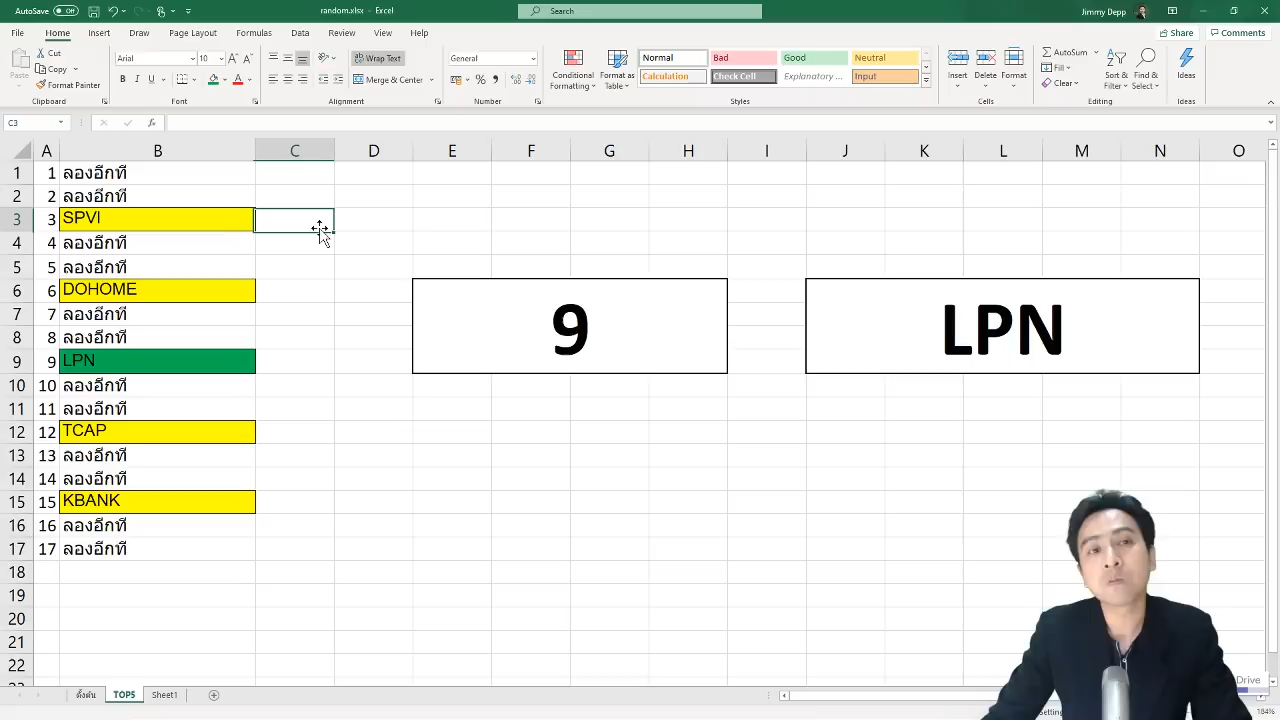 AutoSave Off random.xlsx - Excel Search Jimmy Depp
File Home Insert Draw Page Layout Formulas Data Review View Help Share Comments
Paste Cut Copy Format Painter Clipboard
Arial 10 A A B I U A Font
Wrap Text Merge & Center Alignment
General % Number
Conditional Formatting Format as Table
Normal Bad Good Neutral
Calculation Check Cell Explanatory ... Input
Styles
Insert Delete Format Cells
AutoSum Fill Clear Sort & Filter Find & Select Editing
Ideas Ideas
C3 fx
A B C D E F G H I J K L M N O
1 1 ลองอีกที
2 2 ลองอีกที
3 3 SPVI
4 4 ลองอีกที
5 5 ลองอีกที
6 6 DOHOME
7 7 ลองอีกที
8 8 ลองอีกที
9 9 LPN
9 LPN
10 10 ลองอีกที
11 11 ลองอีกที
12 12 TCAP
13 13 ลองอีกที
14 14 ลองอีกที
15 15 KBANK
16 16 ลองอีกที
17 17 ลองอีกที
18
19
20
21
22
Drive
ตั้งต้น TOP5 Sheet1
184%